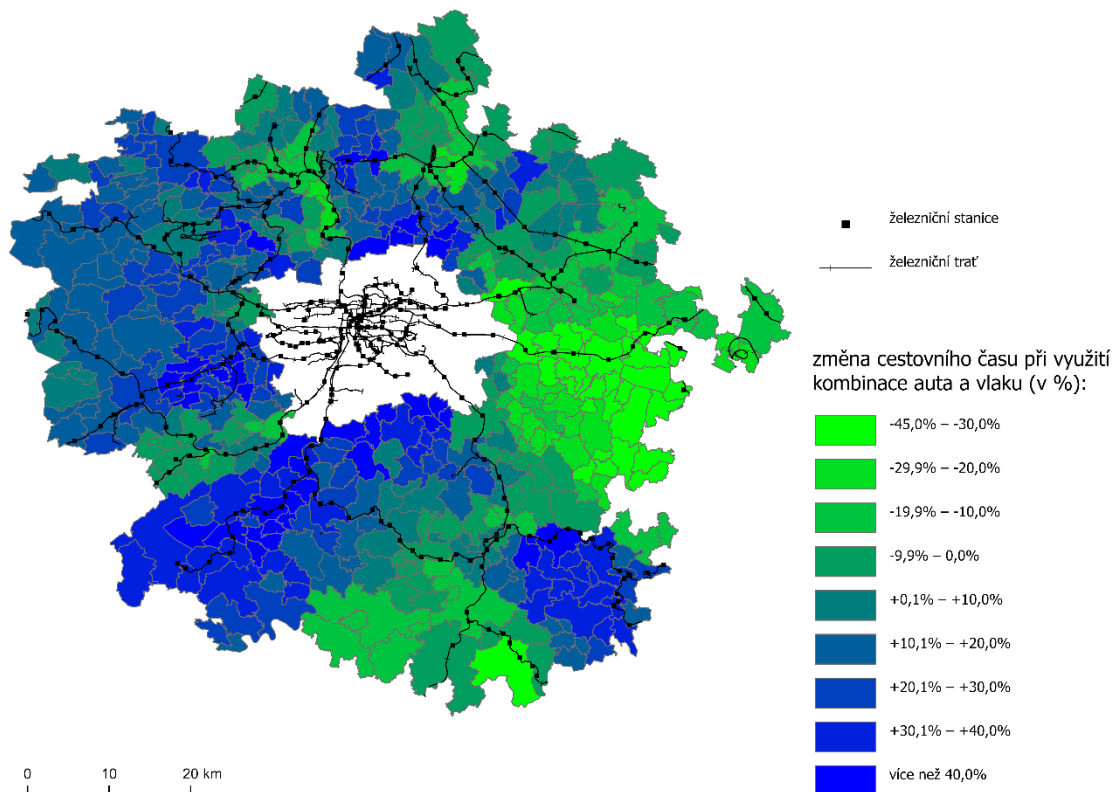 železniční stanice
železniční trať
změna cestovního času při využití
kombinace auta a vlaku (v %):
-45,0% – -30,0%
-29,9% – -20,0%
-19,9% – -10,0%
-9,9% – 0,0%
+0,1% – +10,0%
+10,1% – +20,0%
+20,1% – +30,0%
+30,1% – +40,0%
více než 40,0%
0 10 20 km